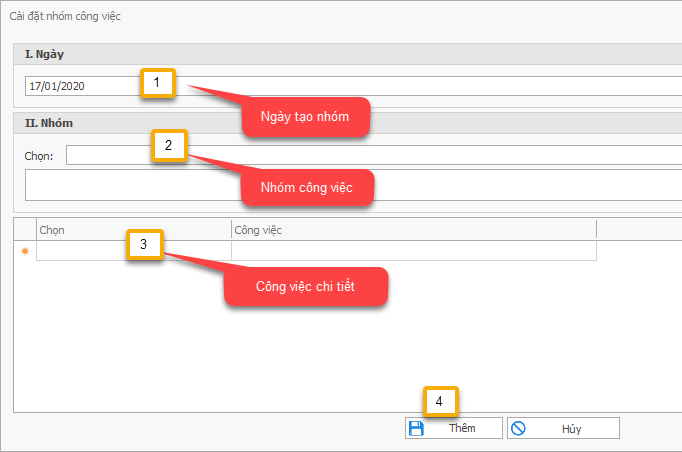 Cài đặt nhóm công việc
I. Ngày
17/01/2020
1
Ngày tạo nhóm
II. Nhóm
2
Chọn:
Nhóm công việc
Chọn
3
Công việc
Công việc chi tiết
4
Thêm
Hủy